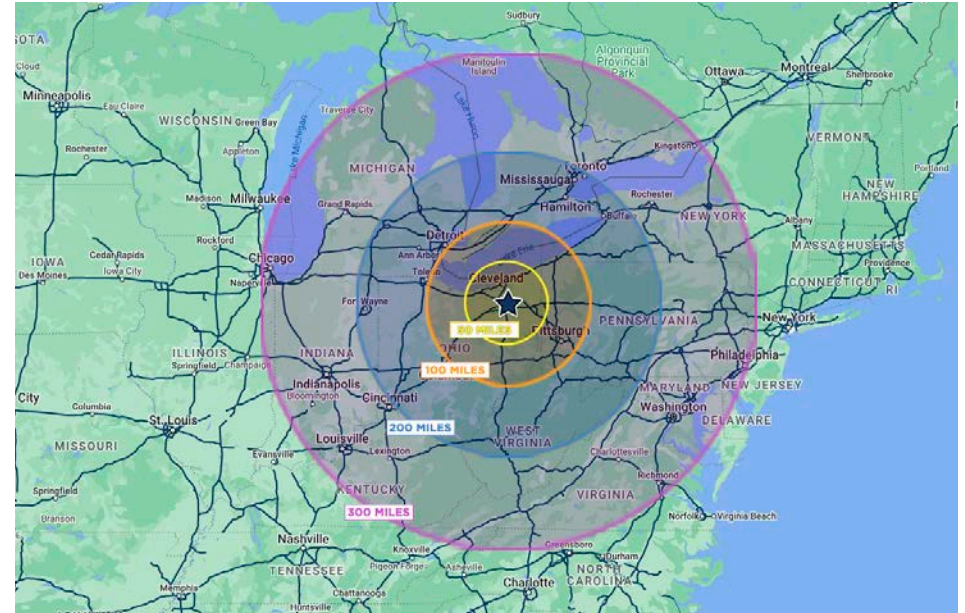 Sudbury
Algonquin
Provincial
Park
Manitoulin
Island
Ottawa
Montreal
Sherbrooke
Cloud
Minneapolis
Eau Claire
WISCONSIN
Green Bay
Traverse City
Lake Huron
Lake Michigan
Kingston
VERMONT
Portland
Rochester
Appleton
MICHIGAN
Toronto
Mississauga
NEW
HAMPSHIRE
Madison
Milwaukee
Grand Rapids
Hamilton
Rochester
Buffalo
NEW YORK
Albany
Rockford
Detroit
MASSACHUSETTS
IOWA
Cedar Rapids
Iowa City
Des Moines
Chicago
Naperville
Ann Arbor
Providence
CONNECTICUT
RI
Cleveland
Fort Wayne
50 MILES
Pittsburgh
PENNSYLVANIA
New York
ILLINOIS
Springfield
Champaign
INDIANA
OHIO
100 MILES
Philadelphia
Indianapolis
Bloomington
MARYLAND
NEW JERSEY
City
Columbia
St. Louis
Cincinnati
Washington
DELAWARE
200 MILES
MISSOURI
Louisville
WEST
VIRGINIA
Evansville
Lexington
Charlottesville
Richmond
Springfield
KENTUCKY
VIRGINIA
300 MILES
Branson
Norfolk
Virginia Beach
Nashville
Knoxville
Greensboro
TENNESSEE
Pigeon Forge
Asheville
Durham
NORTH
CAROLINA
Memphis
Chattanooga
Charlotte
Huntsville